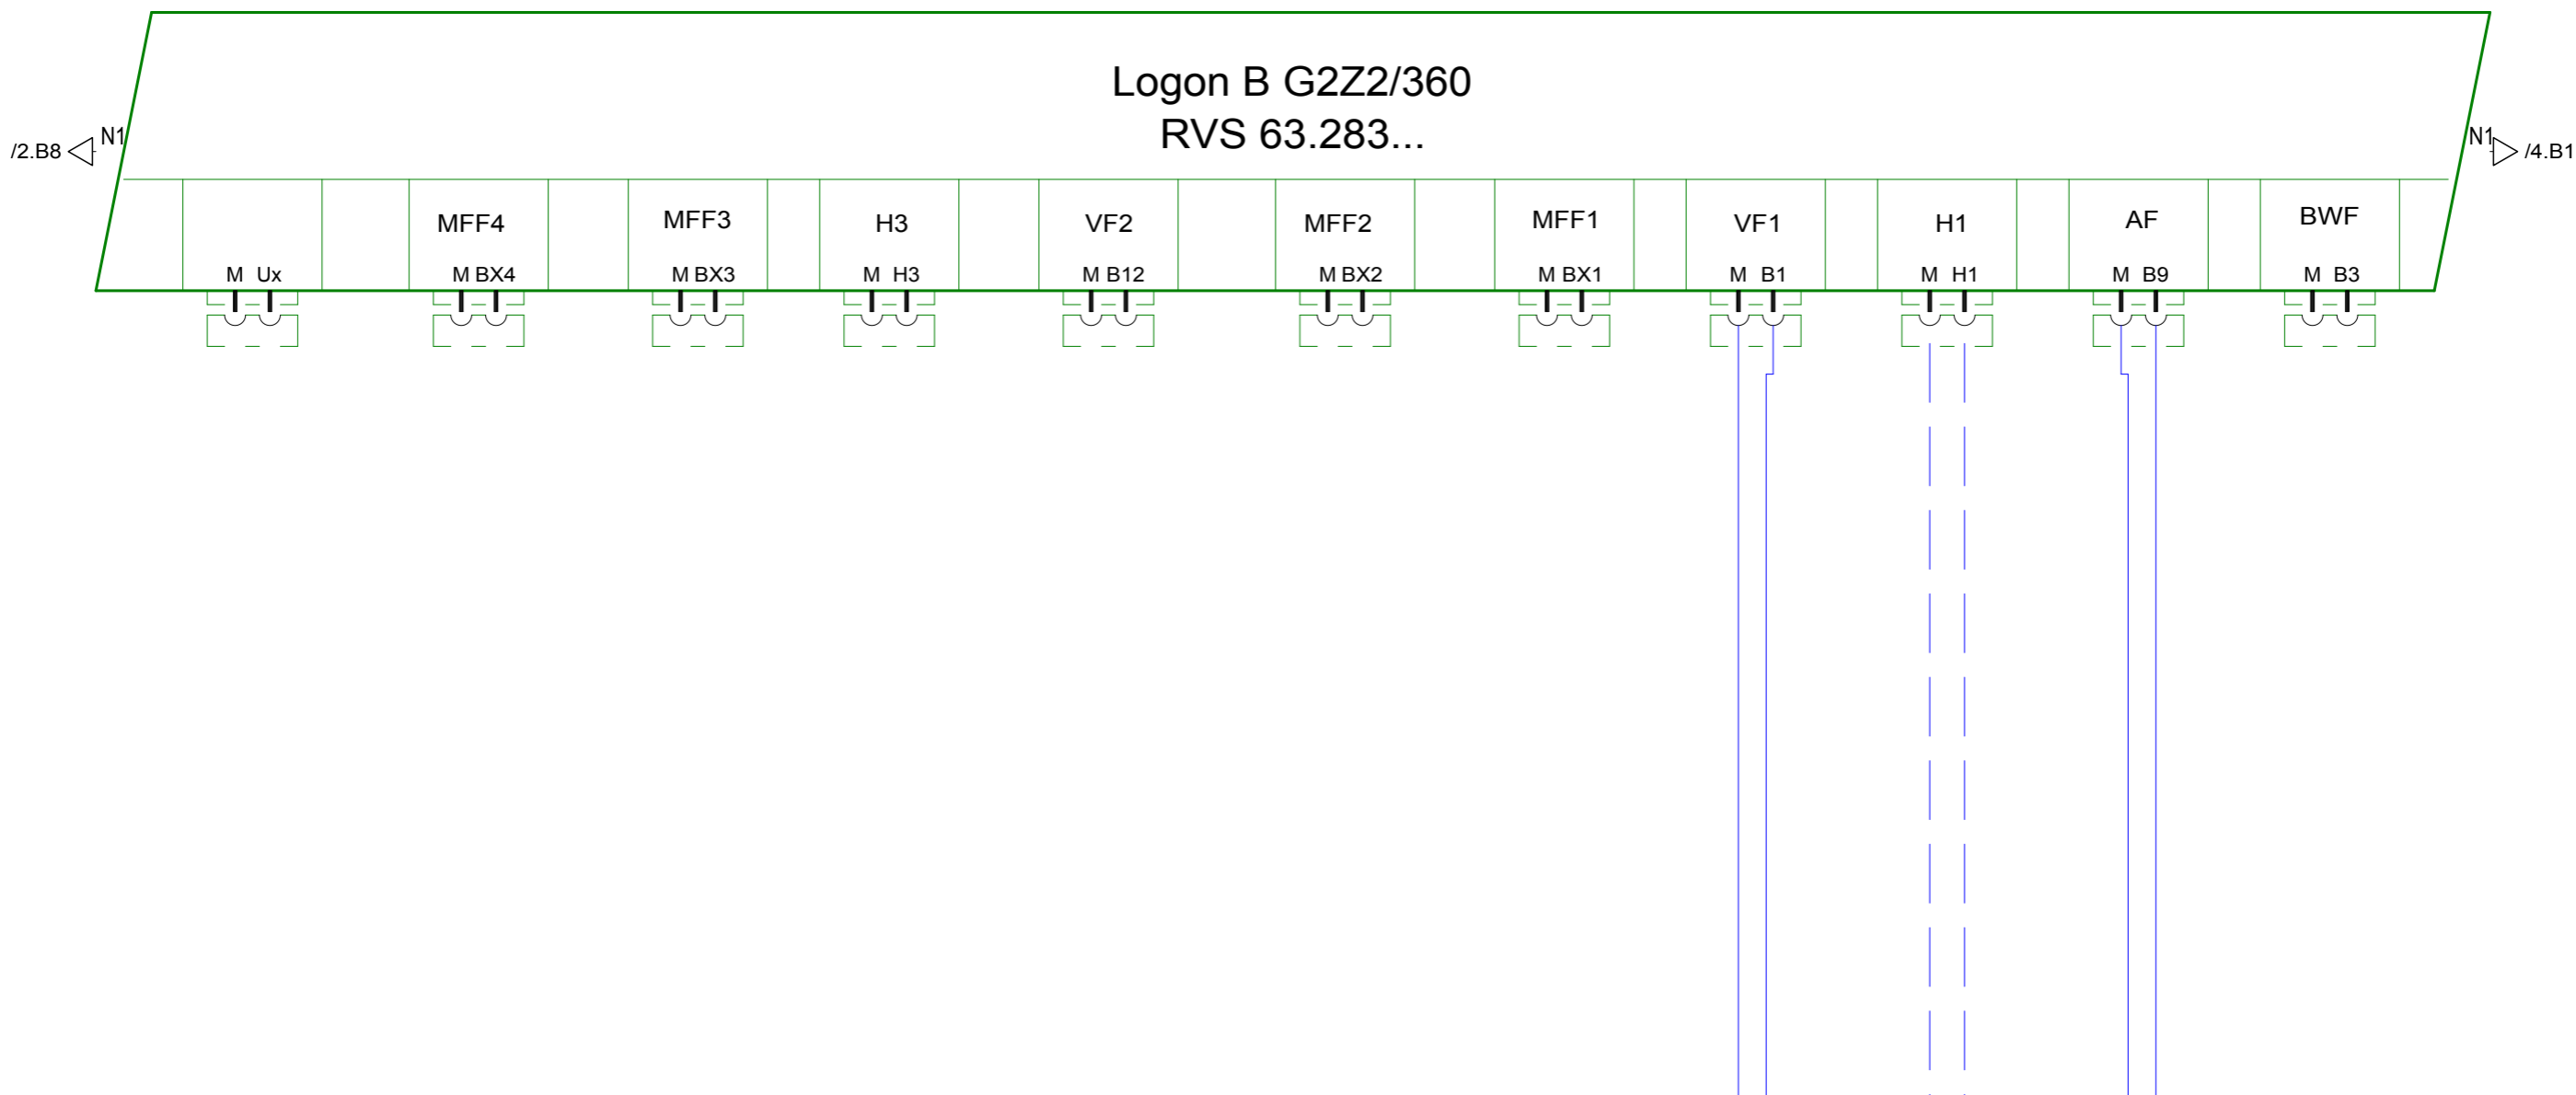 Logon B G2Z2/360
RVS 63.283...
/2.B8 N1
N1 /4.B1
MFF4 MFF3 H3 VF2 MFF2 MFF1 VF1 H1 AF BWF
M Ux M BX4 M BX3 M H3 M B12 M BX2 M BX1 M B1 M H1 M B9 M B3